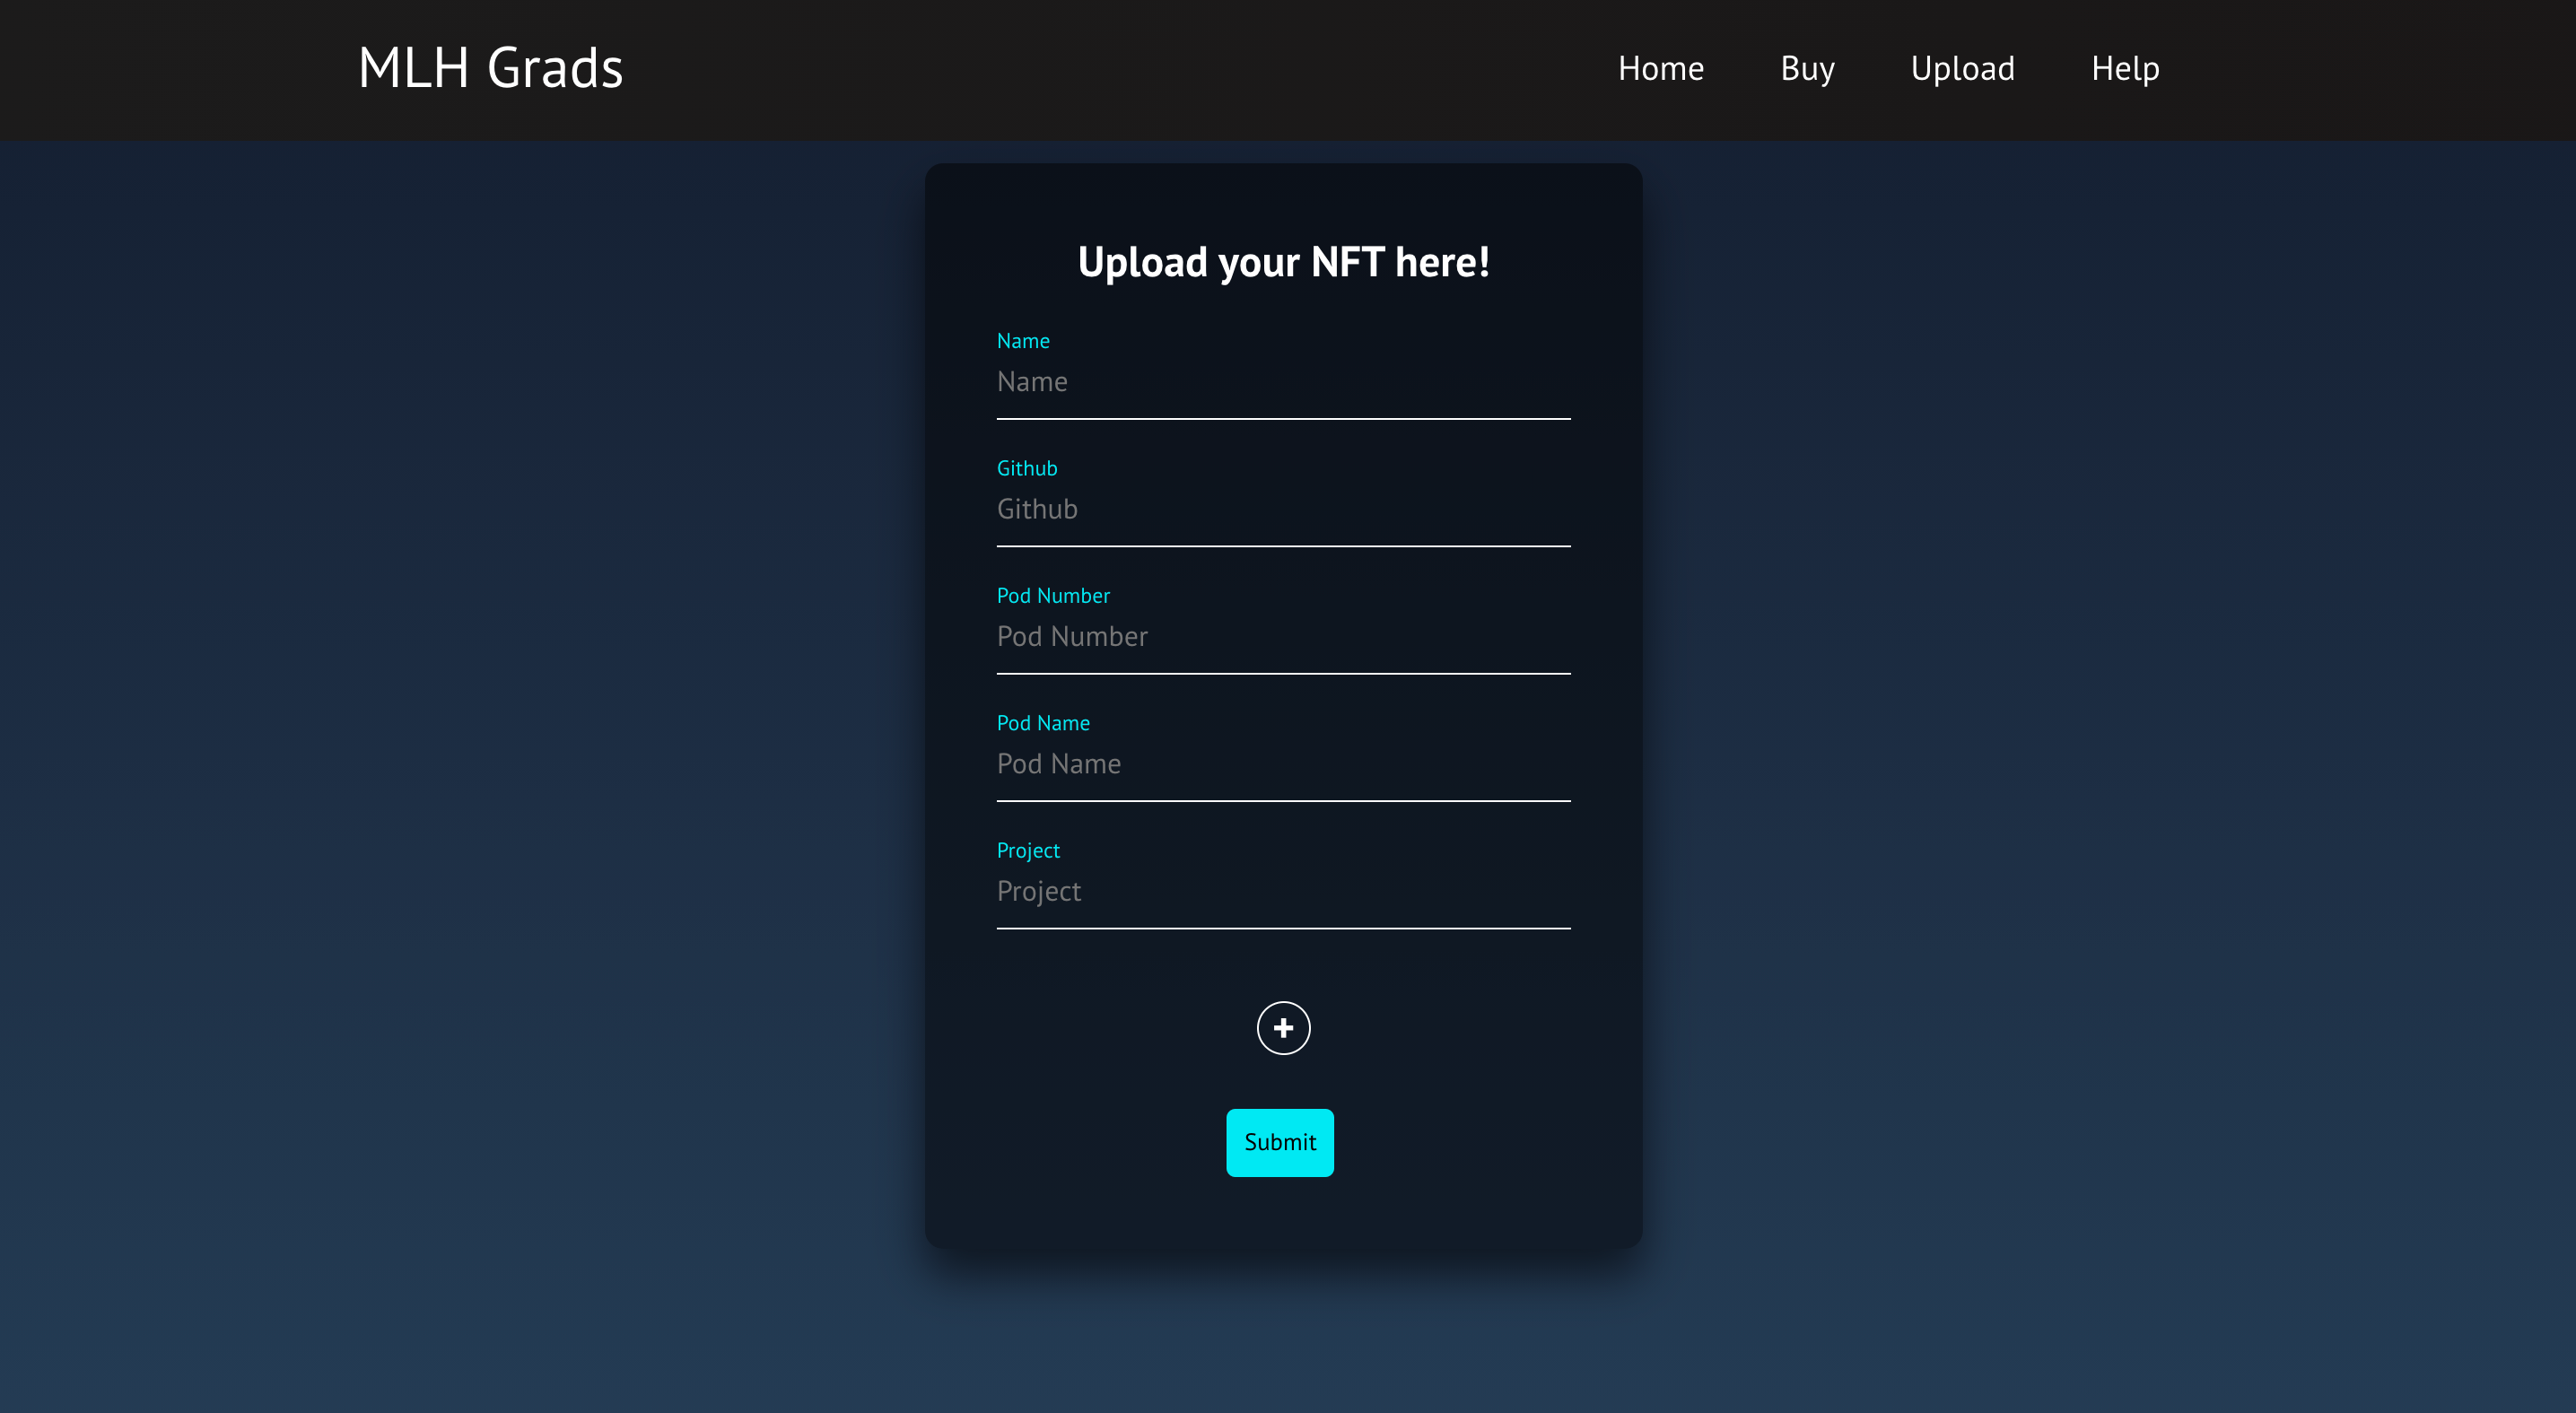 MLH Grads
Home Buy Upload Help
Upload your NFT here!
Name
Name
Github
Github
Pod Number
Pod Number
Pod Name
Pod Name
Project
Project
+
Submit